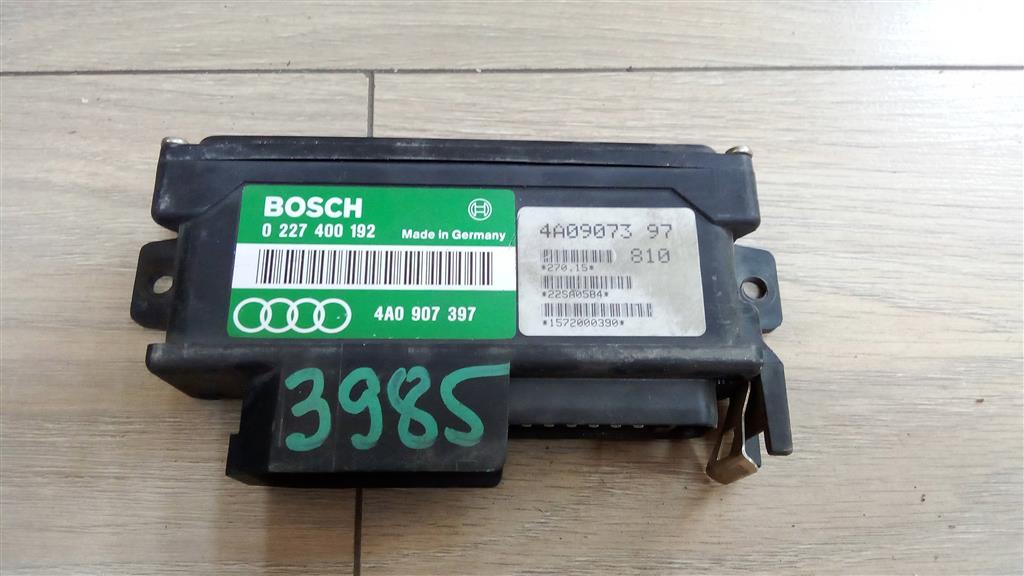 BOSCH
0 227 400 192 Made in Germany
4A0 907 397
4A09073 97
810
*270.15*
*22SA0584*
*1572000390*
3985